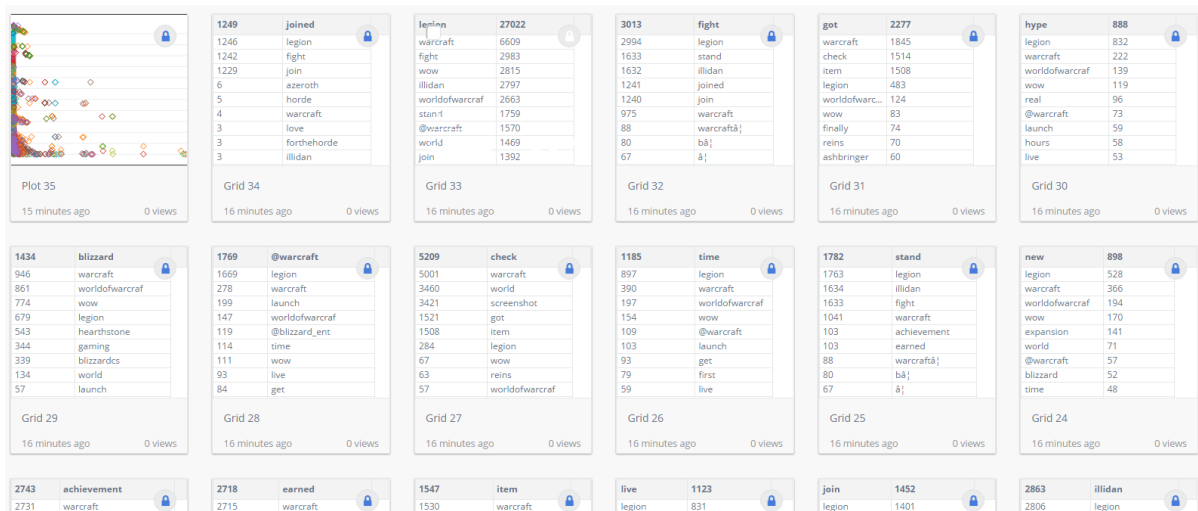 1249 joined
1246 legion
1242 fight
1229 join
6 azeroth
5 horde
4 warcraft
3 love
3 forthehorde
3 illidan
legion 27022
warcraft 6609
fight 2983
wow 2815
illidan 2797
worldofwarcraf 2663
stand 1759
@warcraft 1570
world 1469
join 1392
3013 fight
2994 legion
1633 stand
1632 illidan
1241 joined
1240 join
975 warcraft
88 warcraftâ¦
80 bâ¦
67 â¦
got 2277
warcraft 1845
check 1514
item 1508
legion 483
worldofwarc... 124
wow 83
finally 74
reins 70
ashbringer 60
hype 888
legion 832
warcraft 222
worldofwarcraf 139
wow 119
real 96
@warcraft 73
launch 59
hours 58
live 53
Plot 35
15 minutes ago 0 views
Grid 34
16 minutes ago 0 views
Grid 33
16 minutes ago 0 views
Grid 32
16 minutes ago 0 views
Grid 31
16 minutes ago 0 views
Grid 30
16 minutes ago 0 views
1434 blizzard
946 warcraft
861 worldofwarcraf
774 wow
679 legion
543 hearthstone
344 gaming
339 blizzardcs
134 world
57 launch
1769 @warcraft
1669 legion
278 warcraft
199 launch
147 worldofwarcraf
119 @blizzard_ent
114 time
111 wow
93 live
84 get
5209 check
5001 warcraft
3460 world
3421 screenshot
1521 got
1508 item
284 legion
67 wow
63 reins
57 worldofwarcraf
1185 time
897 legion
390 warcraft
197 worldofwarcraf
154 wow
109 @warcraft
103 launch
93 get
79 first
59 live
1782 stand
1763 legion
1634 illidan
1633 fight
1041 warcraft
103 achievement
103 earned
88 warcraftâ¦
80 bâ¦
67 â¦
new 898
legion 528
warcraft 366
worldofwarcraf 194
wow 170
expansion 141
world 71
@warcraft 57
blizzard 52
time 48
Grid 29
16 minutes ago 0 views
Grid 28
16 minutes ago 0 views
Grid 27
16 minutes ago 0 views
Grid 26
16 minutes ago 0 views
Grid 25
16 minutes ago 0 views
Grid 24
16 minutes ago 0 views
2743 achievement
2731 warcraft
2718 earned
2715 warcraft
1547 item
1530 warcraft
live 1123
legion 831
join 1452
legion 1401
2863 illidan
2806 legion